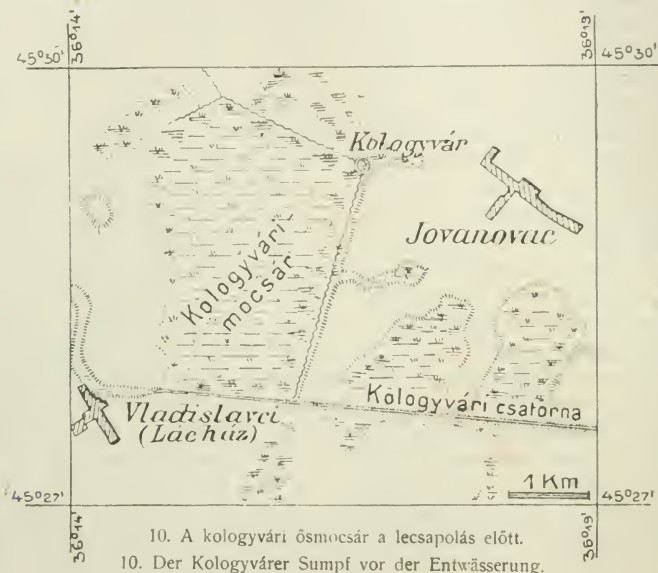 36°14'
36°19'
45°30'
45°30'
Kologyvár
Jovanovac
Kologyvári
mocsár
Kologyvári csatorna
Vladislavci
(Lácház)
1 Km
45°27'
45°27'
36°14'
36°19'
10. A kologyvári ősmocsár a lecsapolás előtt.
10. Der Kologyvárer Sumpf vor der Entwässerung.